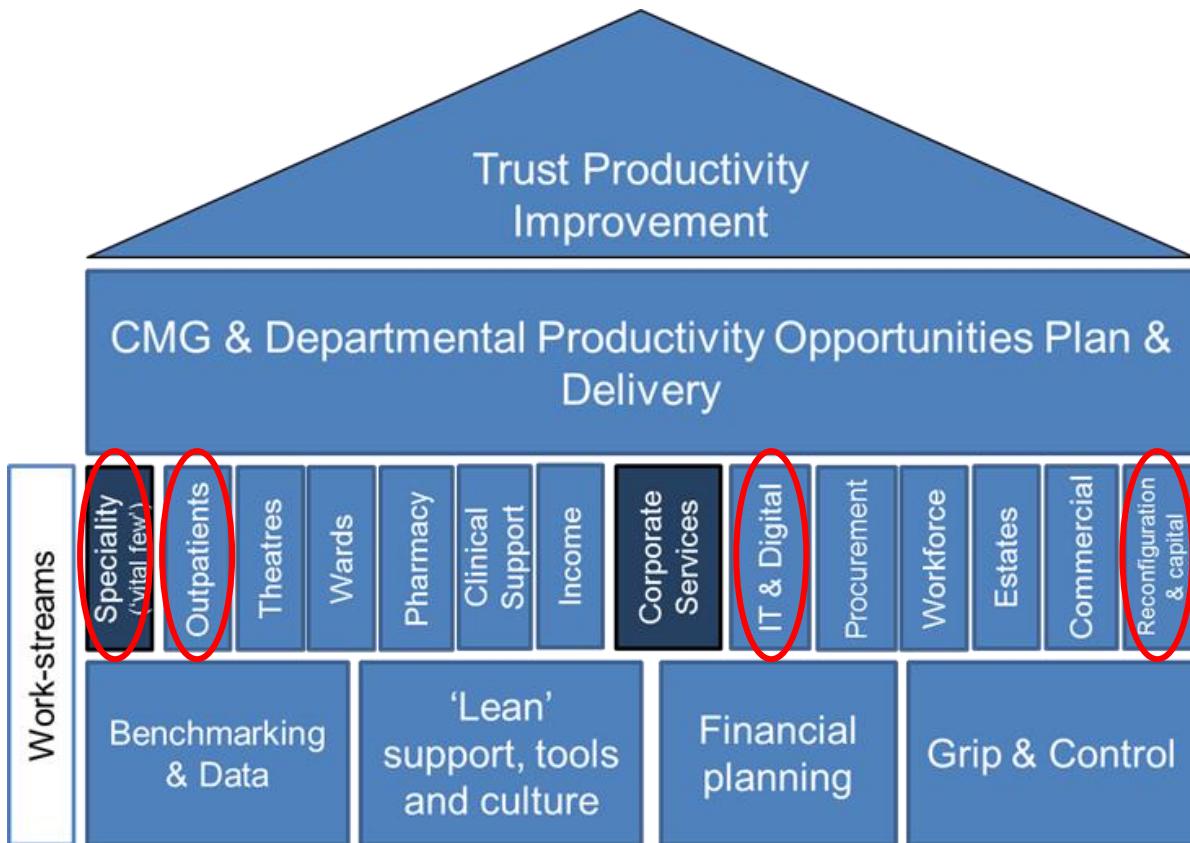 Trust Productivity
Improvement
CMG & Departmental Productivity Opportunities Plan &
Delivery
Work-streams
Speciality
('vital few')
Outpatients
Theatres
Wards
Pharmacy
Clinical
Support
Income
Corporate
Services
IT & Digital
Procurement
Workforce
Estates
Commercial
Reconfiguration
& capital
Benchmarking
& Data
‘Lean’
support, tools
and culture
Financial
planning
Grip & Control